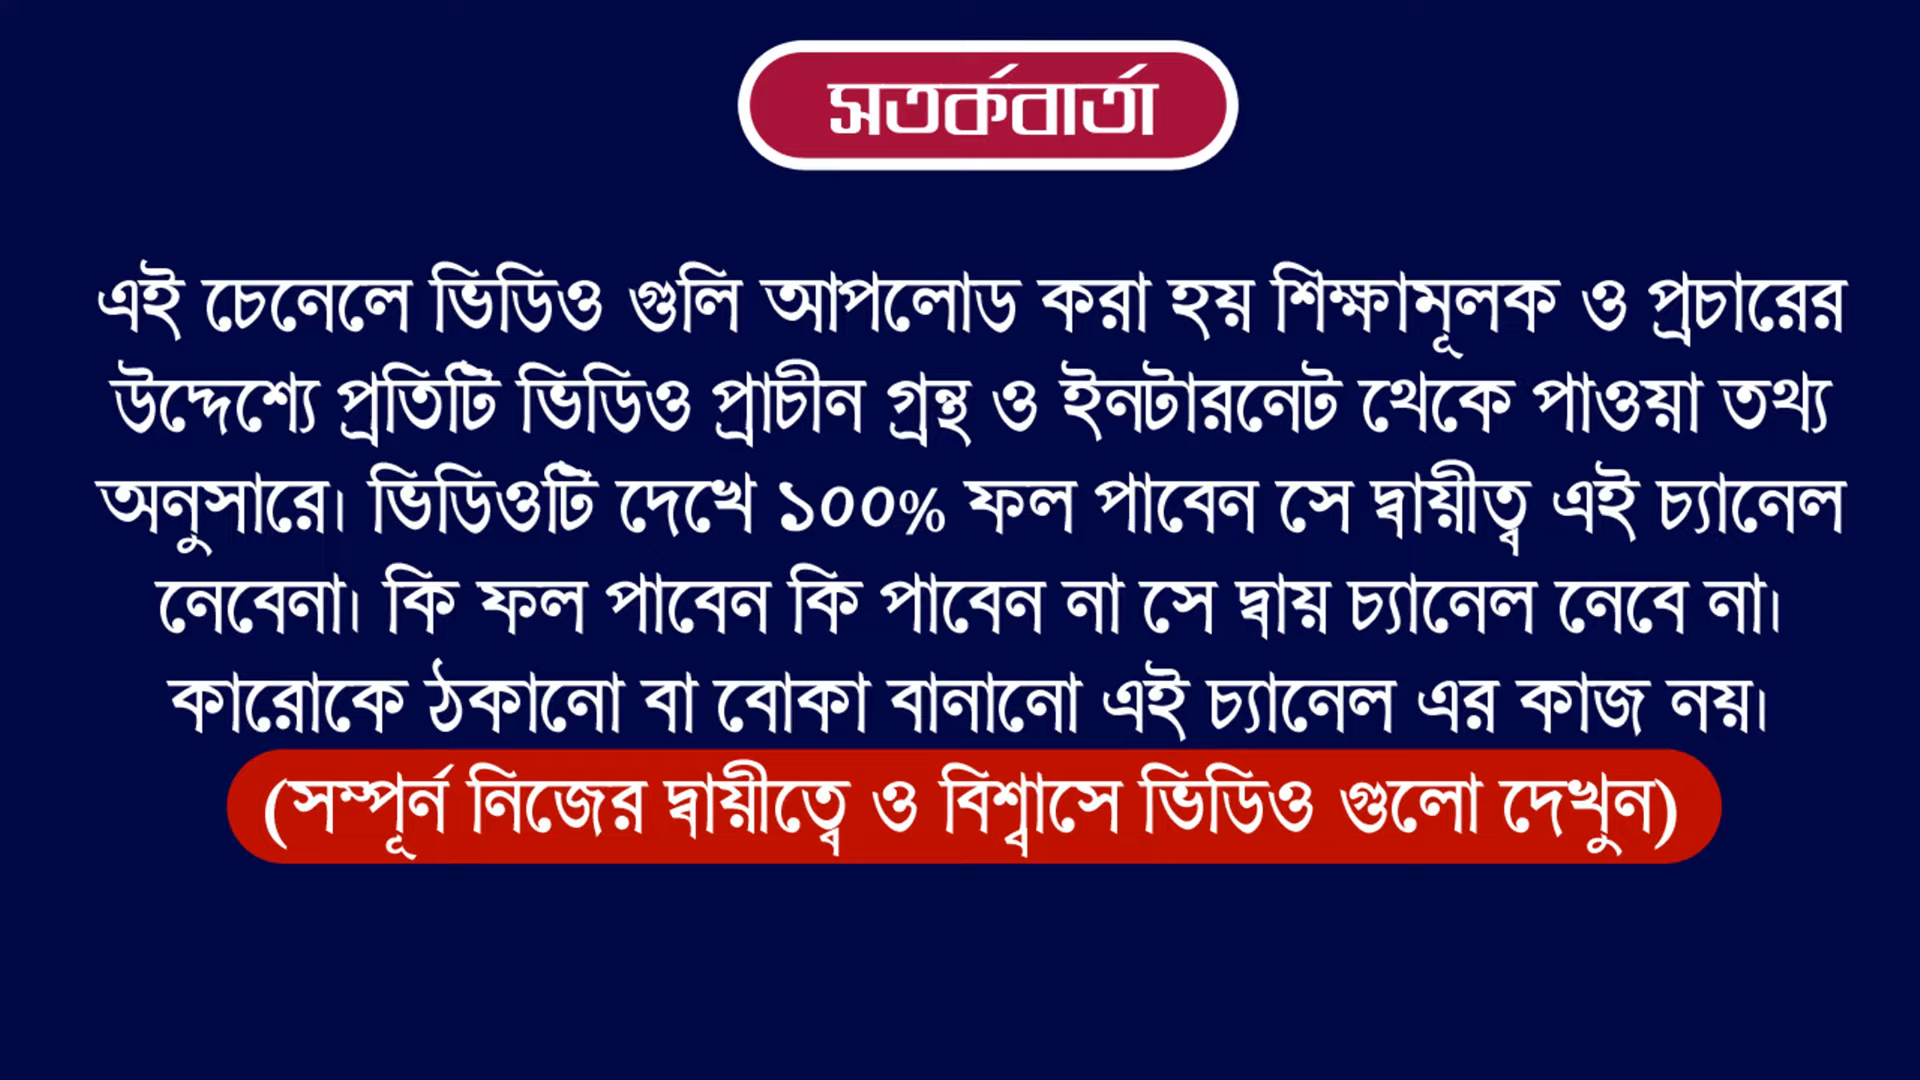 সতর্কবার্তা
এই চেনেলে ভিডিও গুলি আপলোড করা হয় শিক্ষামূলক ও প্রচারের
উদ্দেশ্যে প্রতিটি ভিডিও প্রাচীন গ্রন্থ ও ইনটারনেট থেকে পাওয়া তথ্য
অনুসারে। ভিডিওটি দেখে ১০০% ফল পাবেন সে দ্বায়ীত্ব এই চ্যানেল
নেবেনা। কি ফল পাবেন কি পাবেন না সে দ্বায় চ্যানেল নেবে না।
কারোকে ঠকানো বা বোকা বানানো এই চ্যানেল এর কাজ নয়।
(সম্পূর্ন নিজের দ্বায়ীত্বে ও বিশ্বাসে ভিডিও গুলো দেখুন)